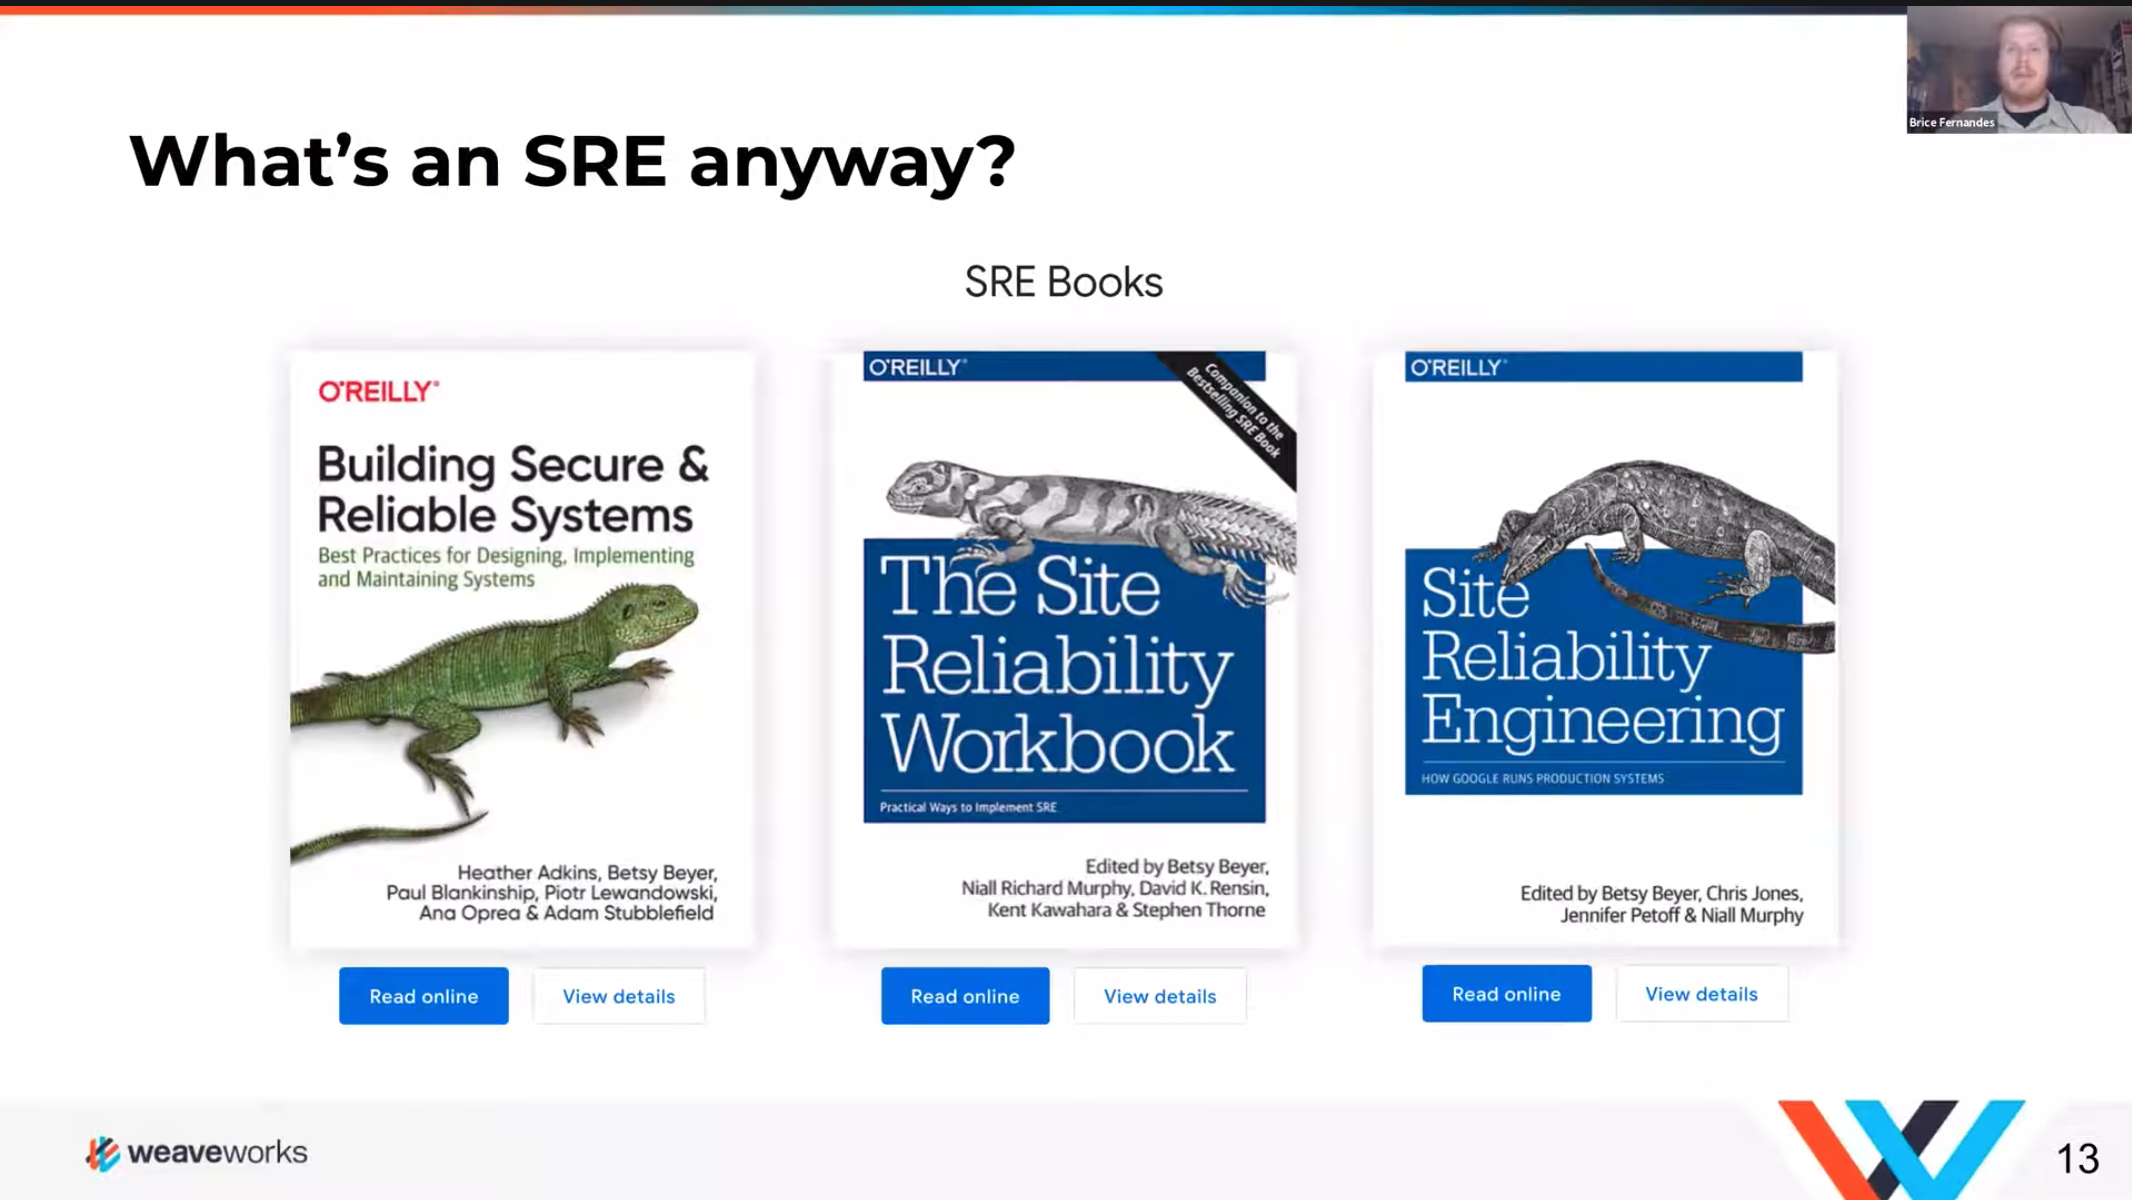 Brice Fernandes
What's an SRE anyway?
SRE Books
O'REILLY®
Building Secure &
Reliable Systems
Best Practices for Designing, Implementing
and Maintaining Systems
Heather Adkins, Betsy Beyer,
Paul Blankinship, Piotr Lewandowski,
Ana Oprea & Adam Stubblefield
Read online
View details
O'REILLY®
Companion to the
Bestselling SRE Book
The Site
Reliability
Workbook
Practical Ways to Implement SRE
Edited by Betsy Beyer,
Niall Richard Murphy, David K. Rensin,
Kent Kawahara & Stephen Thorne
Read online
View details
O'REILLY®
Site
Reliability
Engineering
HOW GOOGLE RUNS PRODUCTION SYSTEMS
Edited by Betsy Beyer, Chris Jones,
Jennifer Petoff & Niall Murphy
Read online
View details
weaveworks
13